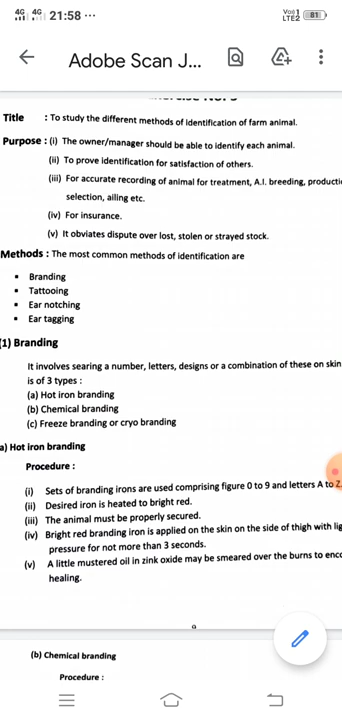 4G 4G 21:58 ···
Vo)) 1
LTE2 81
Adobe Scan J...
Title : To study the different methods of identification of farm animal.
Purpose : (i) The owner/manager should be able to identify each animal.
(ii) To prove identification for satisfaction of others.
(iii) For accurate recording of animal for treatment, A.I. breeding, producti
selection, ailing etc.
(iv) For insurance.
(v) It obviates dispute over lost, stolen or strayed stock.
Methods : The most common methods of identification are
• Branding
• Tattooing
• Ear notching
• Ear tagging
(1) Branding
It involves searing a number, letters, designs or a combination of these on skin
is of 3 types :
(a) Hot iron branding
(b) Chemical branding
(c) Freeze branding or cryo branding
a) Hot iron branding
Procedure :
(i) Sets of branding irons are used comprising figure 0 to 9 and letters A to Z.
(ii) Desired iron is heated to bright red.
(iii) The animal must be properly secured.
(iv) Bright red branding iron is applied on the skin on the side of thigh with lig
pressure for not more than 3 seconds.
(v) A little mustered oil in zink oxide may be smeared over the burns to enco
healing.
(b) Chemical branding
Procedure :